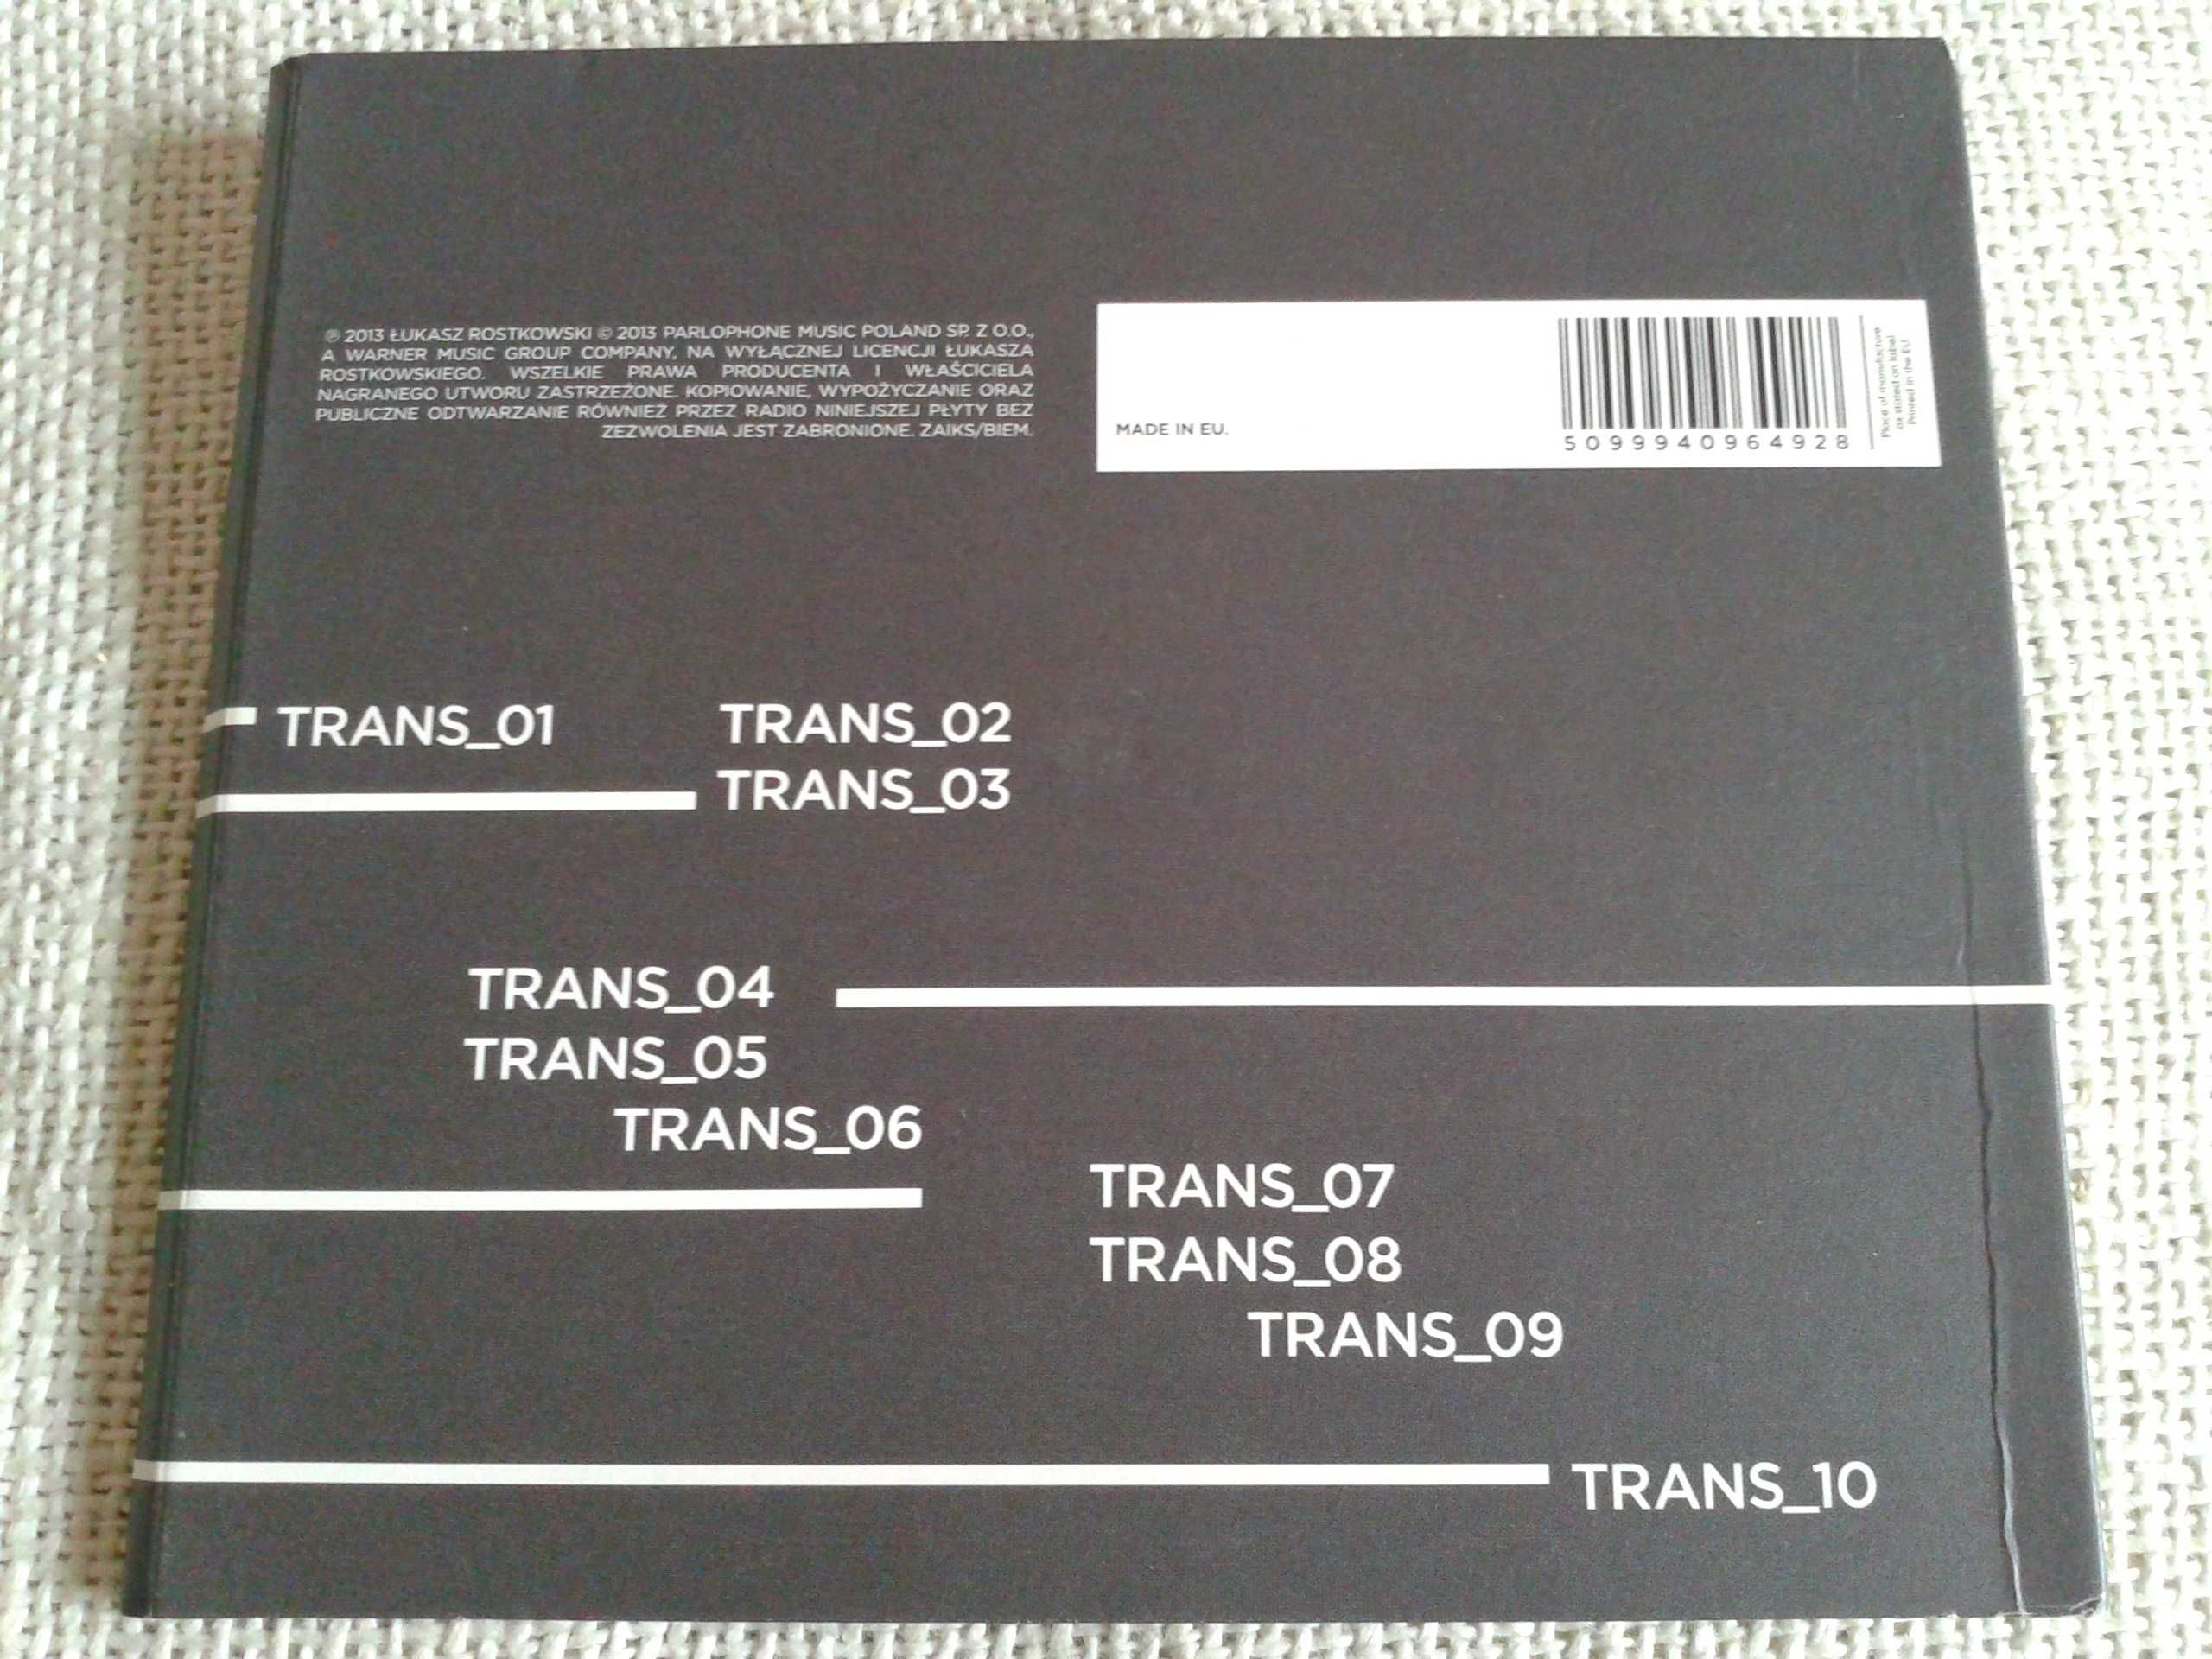 ℗ 2013 ŁUKASZ ROSTKOWSKI © 2013 PARLOPHONE MUSIC POLAND SP. Z O.O.,
A WARNER MUSIC GROUP COMPANY, NA WYŁĄCZNEJ LICENCJI ŁUKASZA
ROSTKOWSKIEGO. WSZELKIE PRAWA PRODUCENTA I WŁAŚCICIELA
NAGRANEGO UTWORU ZASTRZEŻONE. KOPIOWANIE, WYPOŻYCZANIE ORAZ
PUBLICZNE ODTWARZANIE RÓWNIEŻ PRZEZ RADIO NINIEJSZEJ PŁYTY BEZ
ZEZWOLENIA JEST ZABRONIONE. ZAIKS/BIEM.
MADE IN EU.
5099940964928
Place of manufacture
as stated on label
Printed in the EU
TRANS_01
TRANS_02
TRANS_03
TRANS_04
TRANS_05
TRANS_06
TRANS_07
TRANS_08
TRANS_09
TRANS_10